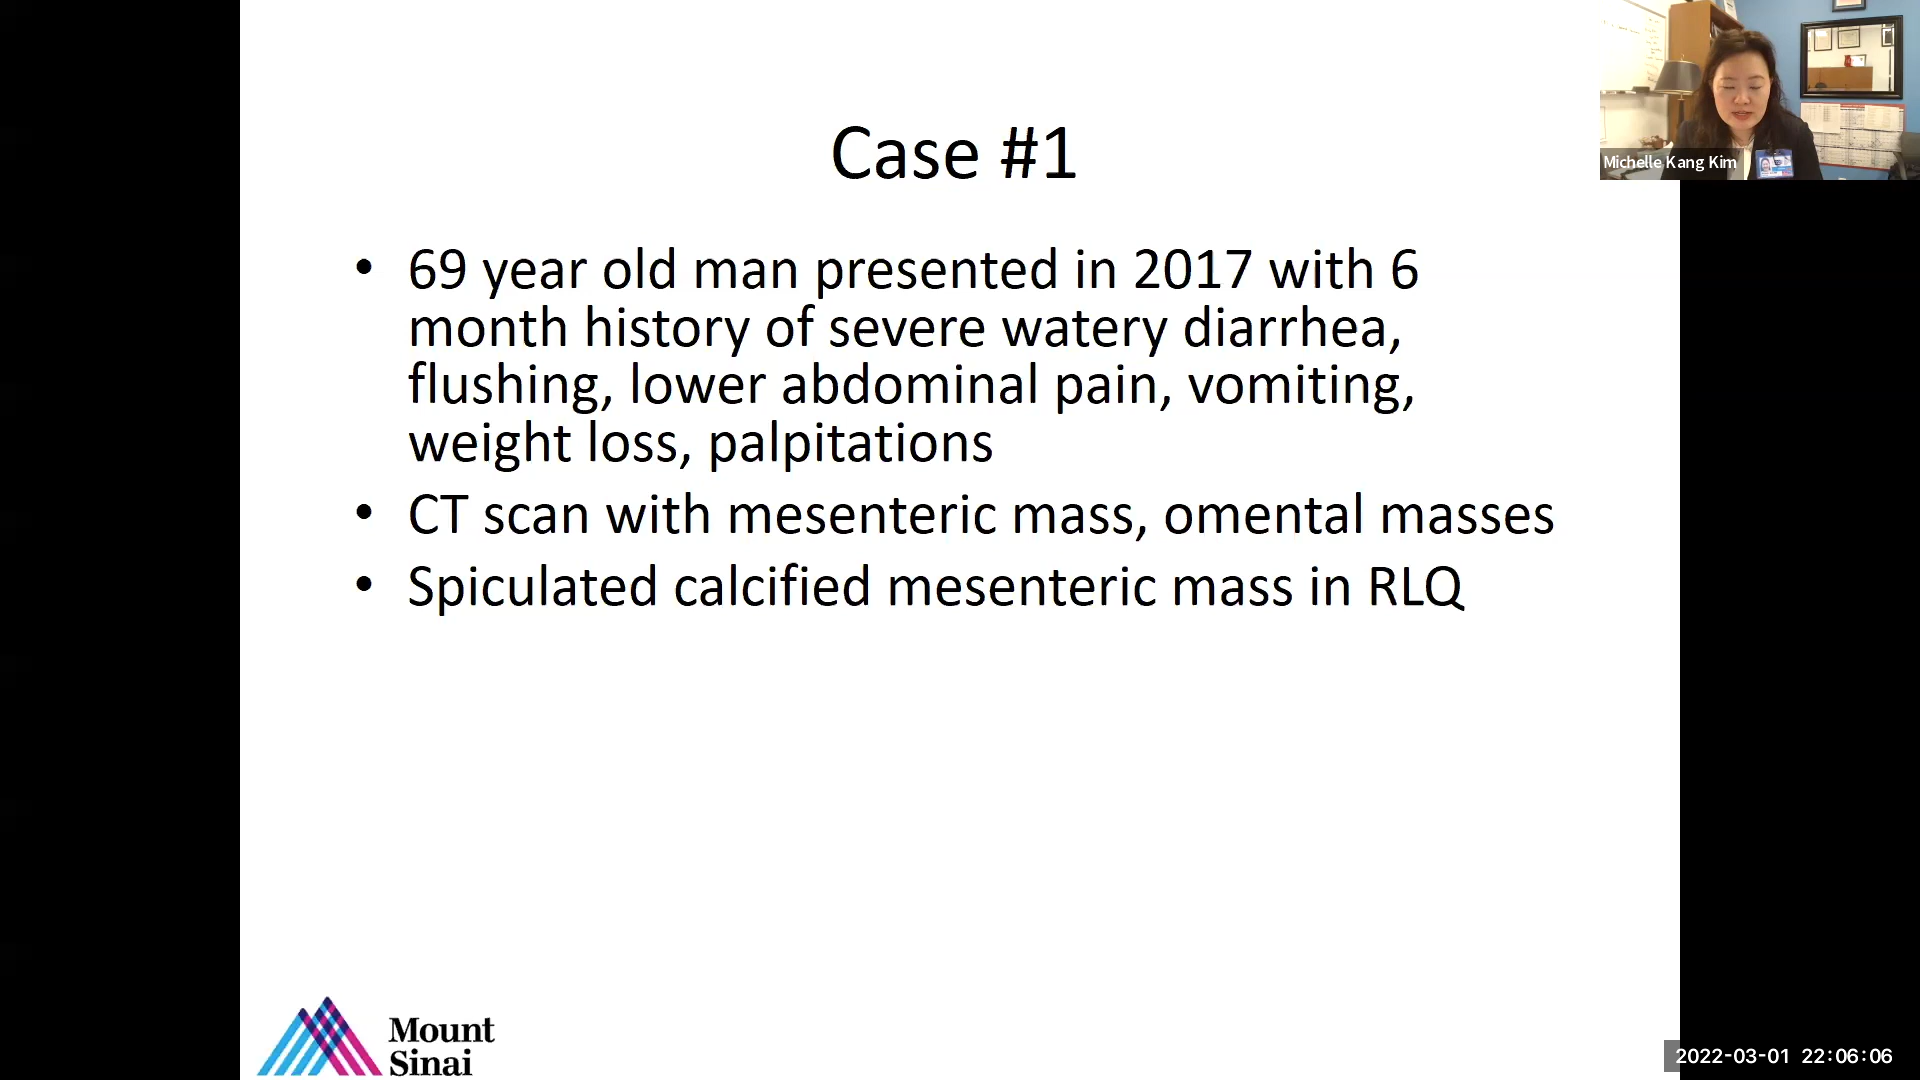 Case #1
• 69 year old man presented in 2017 with 6
month history of severe watery diarrhea,
flushing, lower abdominal pain, vomiting,
weight loss, palpitations
• CT scan with mesenteric mass, omental masses
• Spiculated calcified mesenteric mass in RLQ
Michelle Kang Kim
Mount
Sinai
2022-03-01 22:06:06